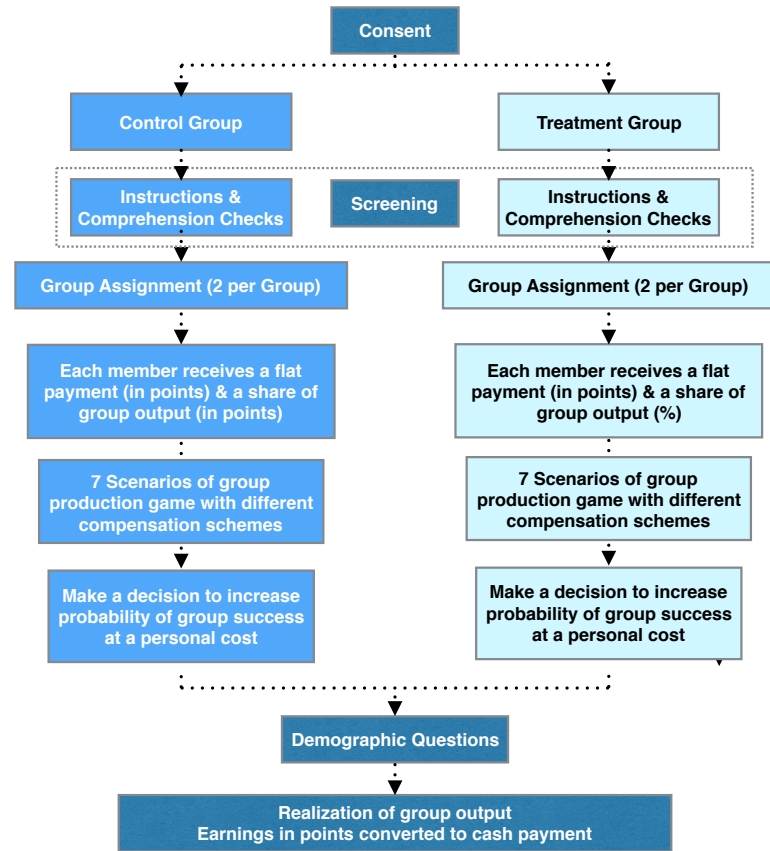 Consent
Control Group
Treatment Group
Instructions &
Comprehension Checks
Screening
Instructions &
Comprehension Checks
Group Assignment (2 per Group)
Group Assignment (2 per Group)
Each member receives a flat
payment (in points) & a share of
group output (in points)
Each member receives a flat
payment (in points) & a share of
group output (%)
7 Scenarios of group
production game with different
compensation schemes
7 Scenarios of group
production game with different
compensation schemes
Make a decision to increase
probability of group success
at a personal cost
Make a decision to increase
probability of group success
at a personal cost
Demographic Questions
Realization of group output
Earnings in points converted to cash payment